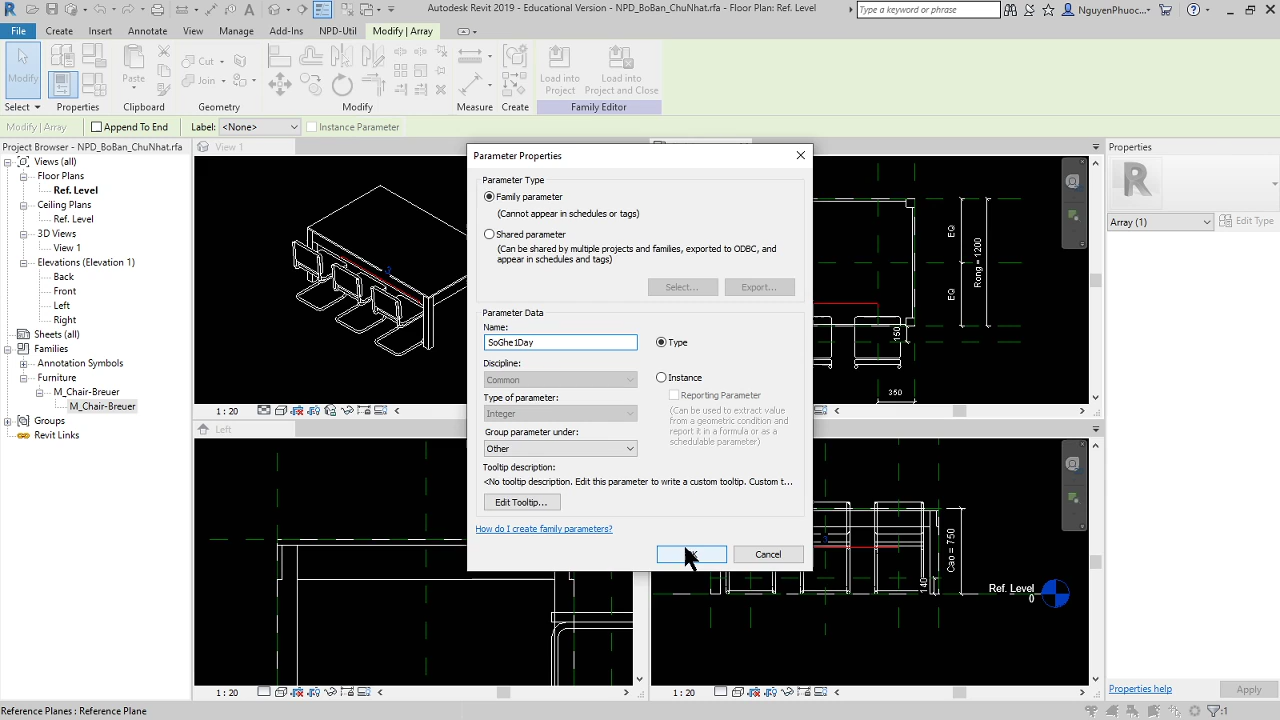 Autodesk Revit 2019 - Educational Version - NPD_BoBan_ChuNhat.rfa - Floor Plan: Ref. Level
Type a keyword or phrase
NguyenPhuoc...
File Create Insert Annotate View Manage Add-Ins NPD-Util Modify | Array
Modify
Paste
Cut
Join
Load into
Project
Load into
Project and Close
Select Properties Clipboard Geometry Modify Measure Create Family Editor
Modify | Array Append To End Label: <None> Instance Parameter
Project Browser - NPD_BoBan_ChuNhat.rfa
Views (all)
Floor Plans
Ref. Level
Ceiling Plans
Ref. Level
3D Views
View 1
Elevations (Elevation 1)
Back
Front
Left
Right
Sheets (all)
Families
Annotation Symbols
Furniture
M_Chair-Breuer
M_Chair-Breuer
Groups
Revit Links
View 1
1 : 20
Left
1 : 20
Parameter Properties
Parameter Type
Family parameter
(Cannot appear in schedules or tags)
Shared parameter
(Can be shared by multiple projects and families, exported to ODBC, and
appear in schedules and tags)
Select...
Export...
Parameter Data
Name:
SoGhe1Day
Type
Discipline:
Common
Instance
Reporting Parameter
Type of parameter:
Integer
(Can be used to extract value
from a geometric condition and
report it in a formula or as a
schedulable parameter)
Group parameter under:
Other
Tooltip description:
<No tooltip description. Edit this parameter to write a custom tooltip. Custom t...
Edit Tooltip...
How do I create family parameters?
Cancel
EQ
EQ
Rong = 1200
150
350
Cao = 750
140
Ref. Level
0
1 : 20
Properties
Array (1)
Edit Type
Properties help
Apply
Reference Planes : Reference Plane
:1